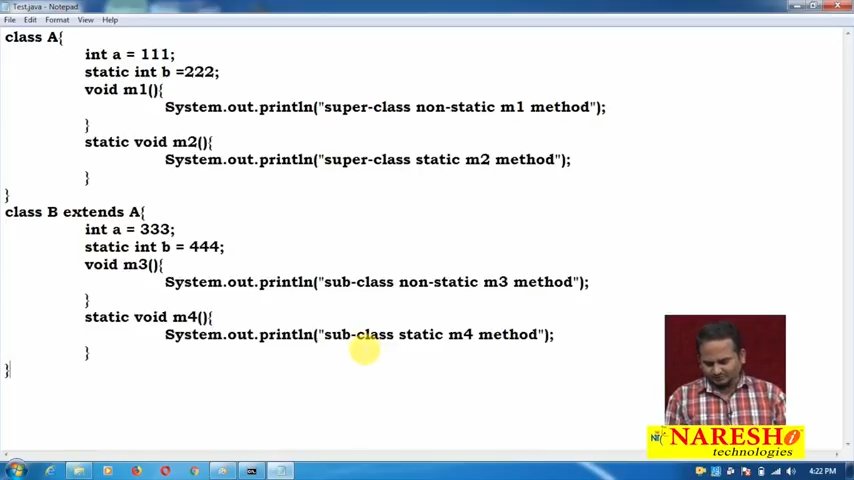 Test.java - Notepad
File Edit Format View Help
class A{
int a = 111;
static int b =222;
void m1(){
System.out.println("super-class non-static m1 method");
}
static void m2(){
System.out.println("super-class static m2 method");
}
}
class B extends A{
int a = 333;
static int b = 444;
void m3(){
System.out.println("sub-class non-static m3 method");
}
static void m4(){
System.out.println("sub-class static m4 method");
}
}
NARESH i
technologies
4:22 PM